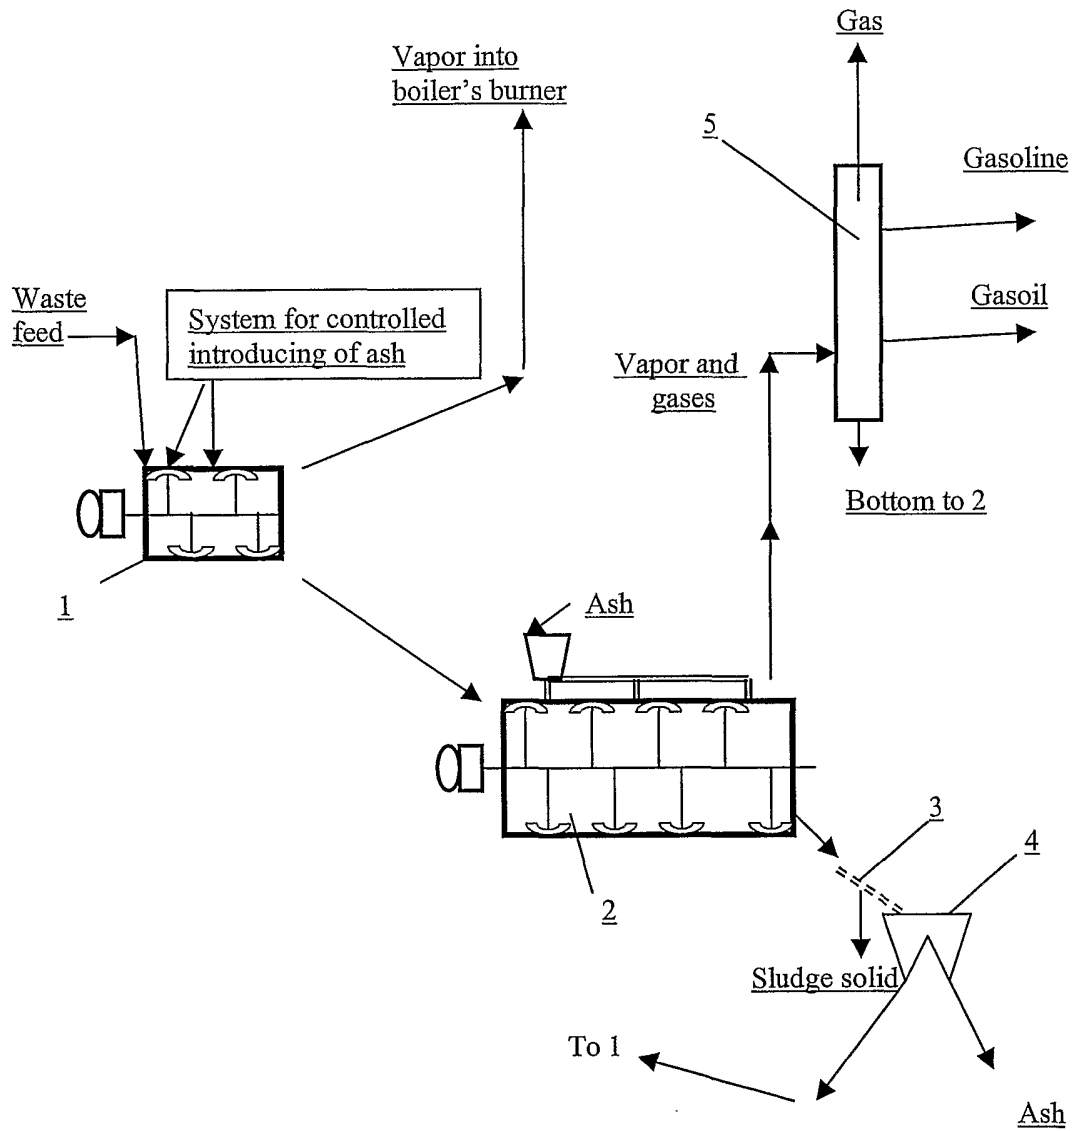 Gas
Vapor into
boiler's burner
5
Gasoline
Waste
feed
System for controlled
introducing of ash
Gasoil
Vapor and
gases
Bottom to 2
1
Ash
3
4
2
Sludge solid
To 1
Ash